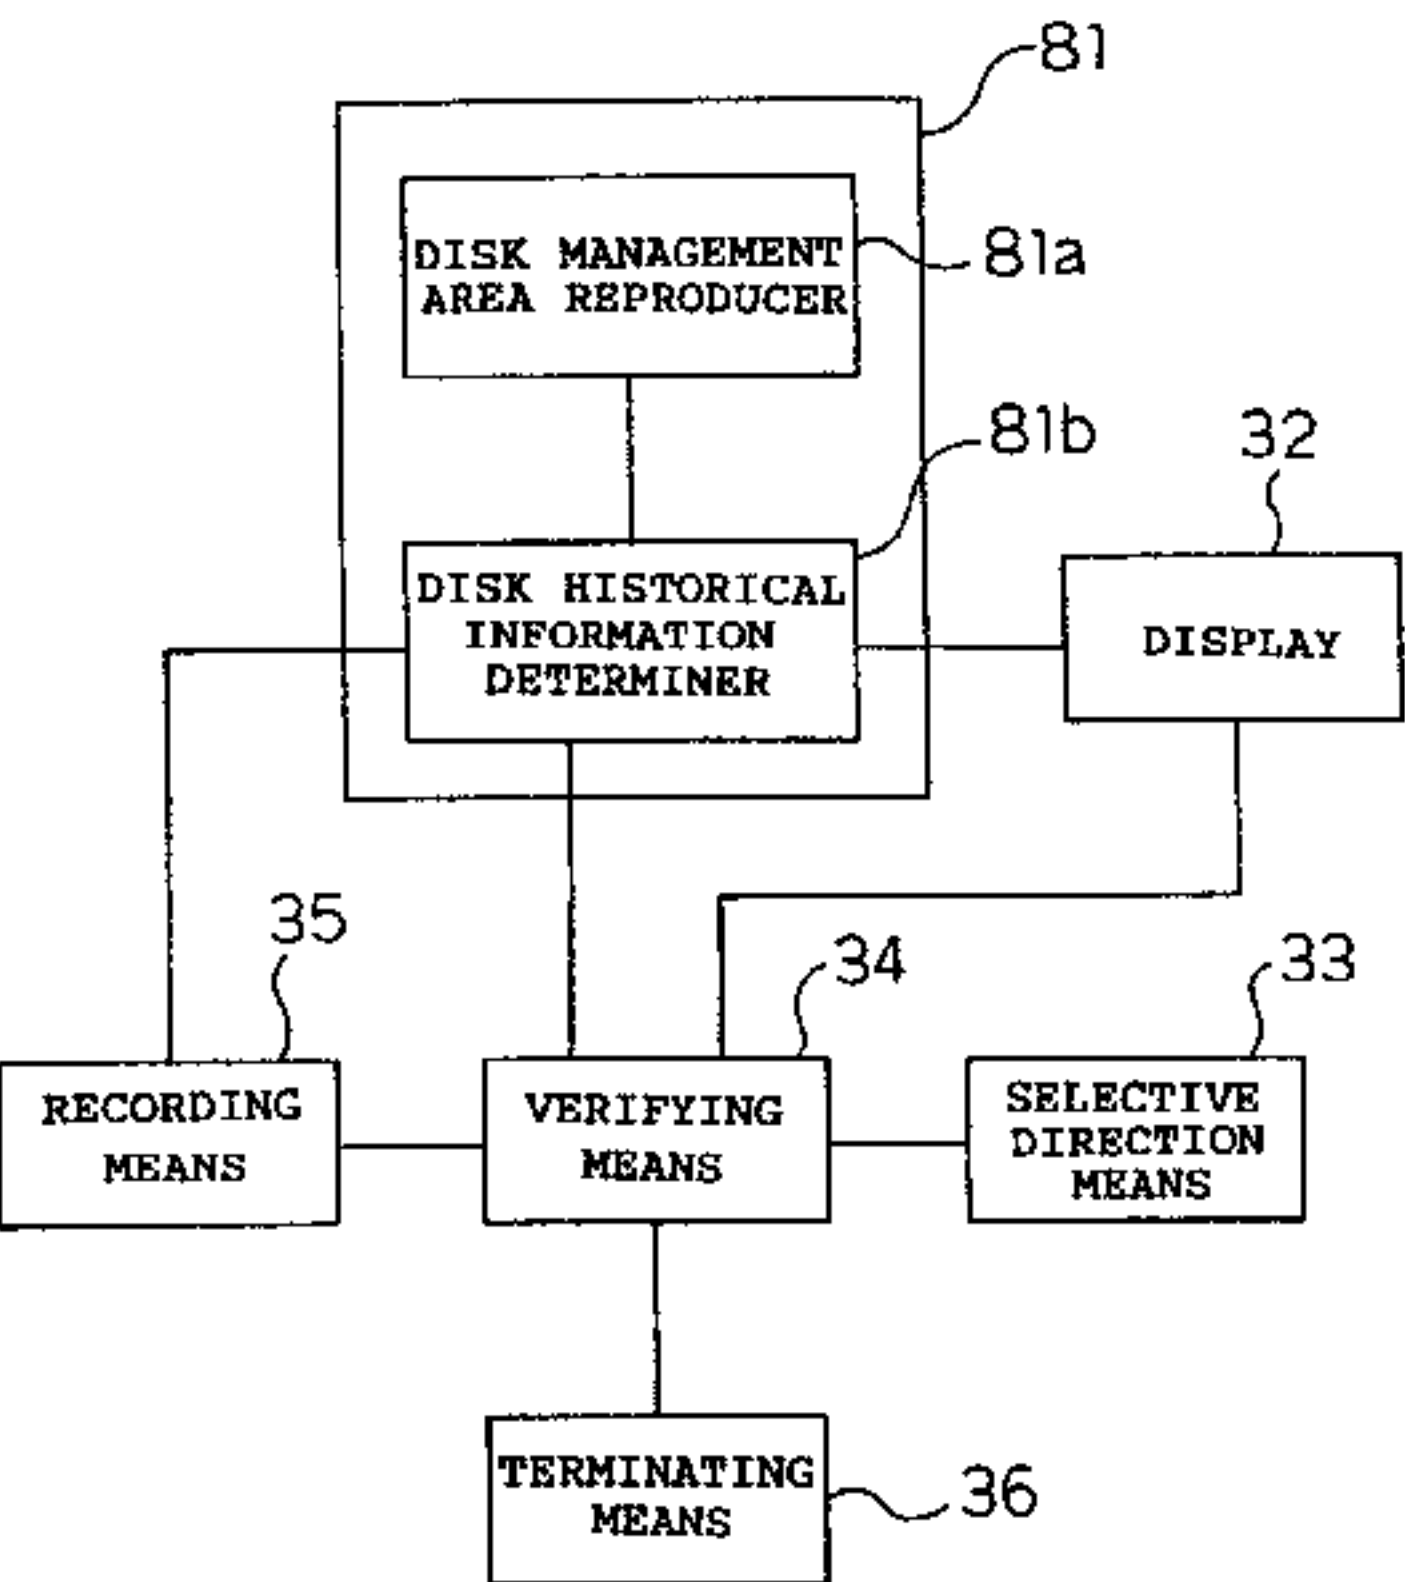 81
DISK MANAGEMENT
AREA REPRODUCER
81a
81b
32
DISK HISTORICAL
INFORMATION
DETERMINER
DISPLAY
35
34
33
RECORDING
MEANS
VERIFYING
MEANS
SELECTIVE
DIRECTION
MEANS
TERMINATING
MEANS
36